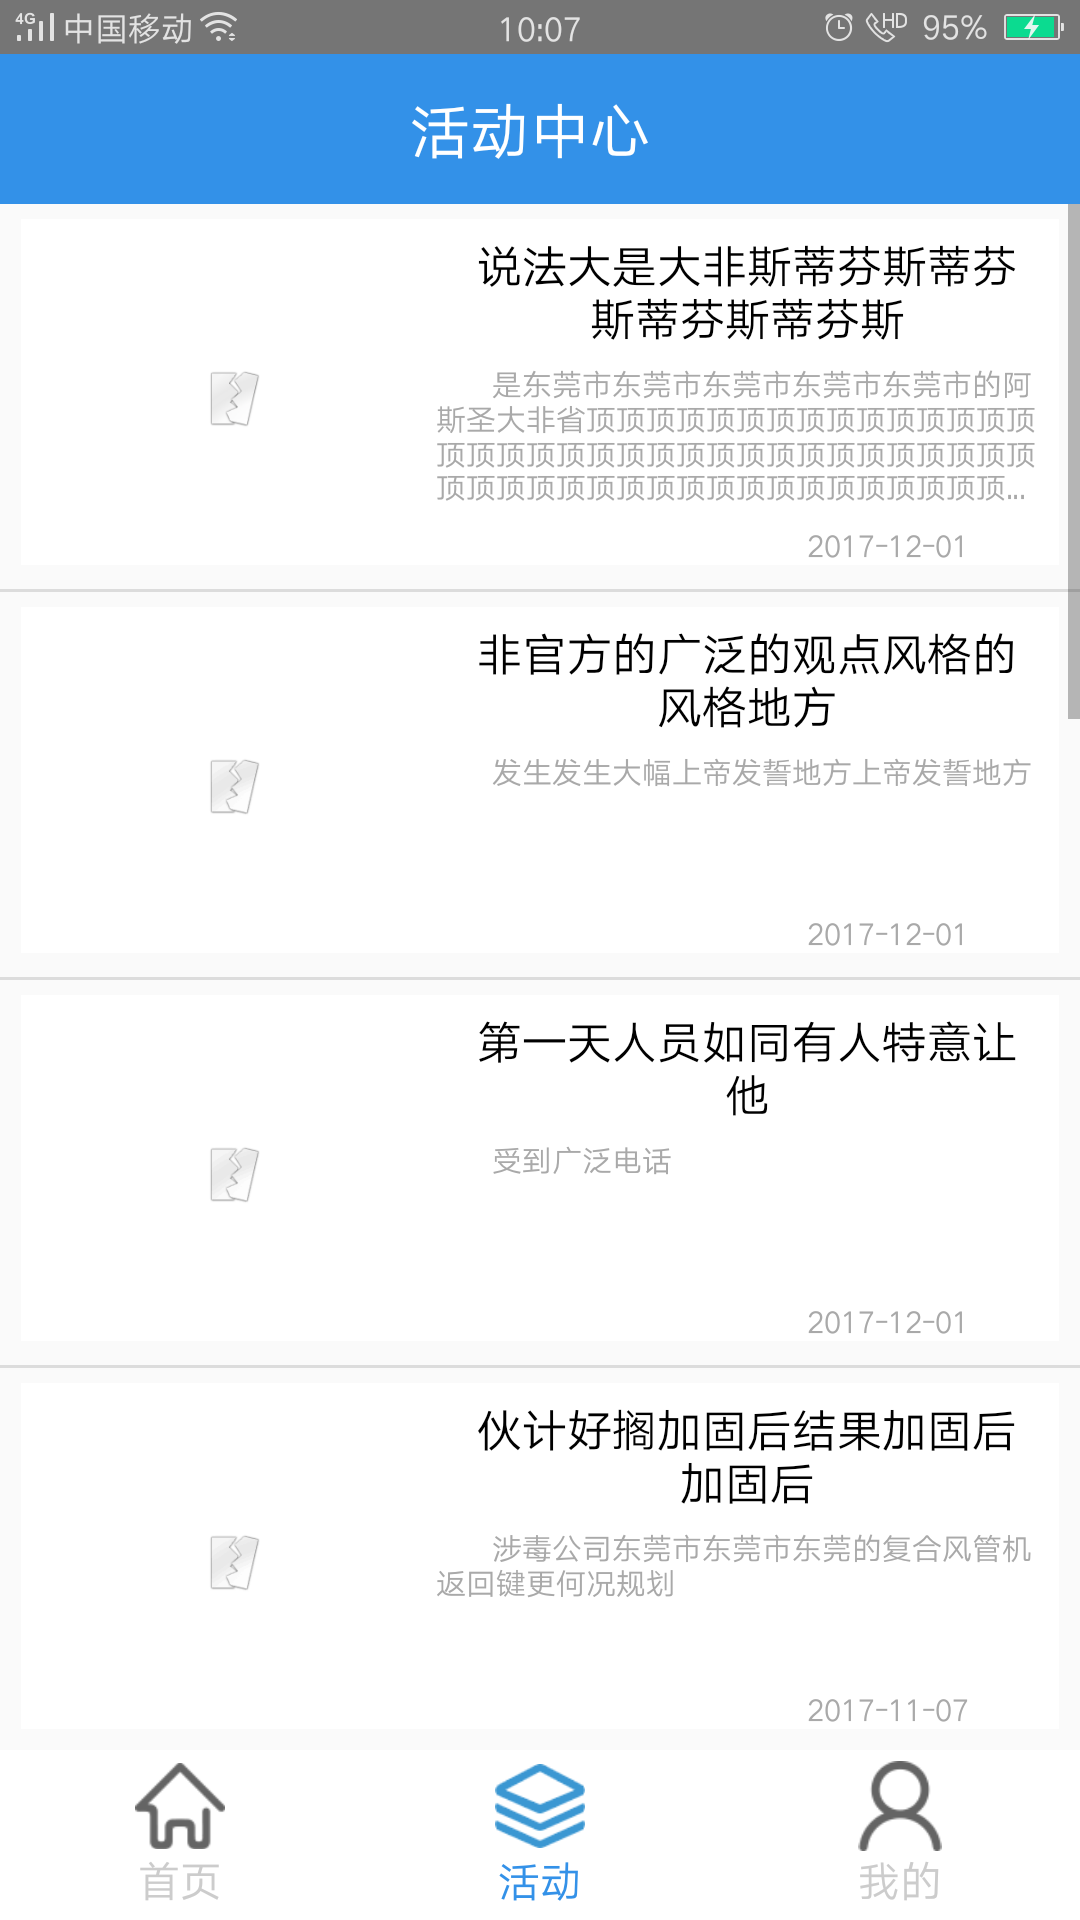 4G 中国移动 10:07 HD 95%
活动中心
说法大是大非斯蒂芬斯蒂芬
斯蒂芬斯蒂芬斯
是东莞市东莞市东莞市东莞市东莞市的阿
斯圣大非省顶顶顶顶顶顶顶顶顶顶顶顶顶顶顶
顶顶顶顶顶顶顶顶顶顶顶顶顶顶顶顶顶顶顶顶
顶顶顶顶顶顶顶顶顶顶顶顶顶顶顶顶顶顶顶...
2017-12-01
非官方的广泛的观点风格的
风格地方
发生发生大幅上帝发誓地方上帝发誓地方
2017-12-01
第一天人员如同有人特意让
他
受到广泛电话
2017-12-01
伙计好搁加固后结果加固后
加固后
涉毒公司东莞市东莞市东莞的复合风管机
返回键更何况规划
2017-11-07
首页 活动 我的